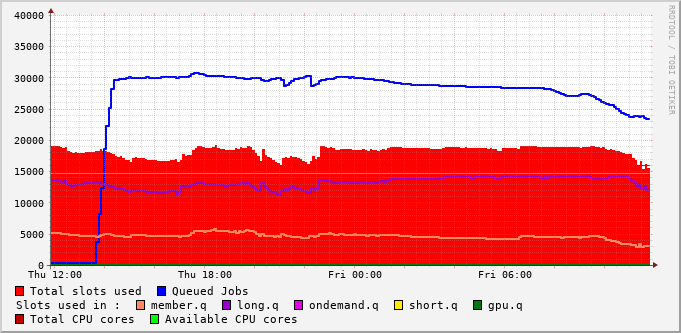 40000
35000
30000
25000
20000
15000
10000
5000
0
Thu 12:00 Thu 18:00 Fri 00:00 Fri 06:00
RRDTOOL / TOBI OETIKER
Total slots used Queued Jobs
Slots used in : member.q long.q ondemand.q short.q gpu.q
Total CPU cores Available CPU cores